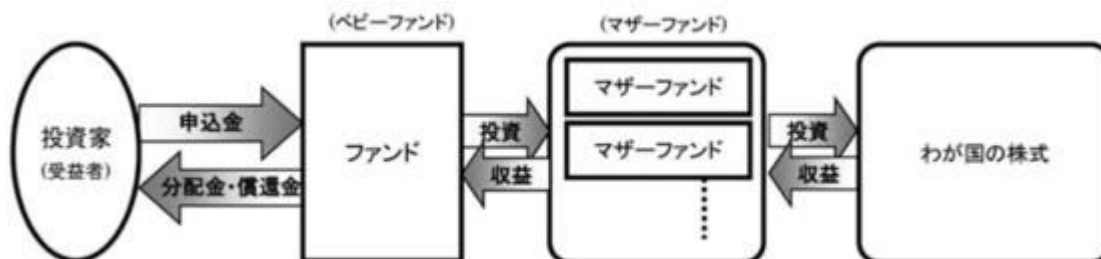 (ベビーファンド)
(マザーファンド)
投資家
(受益者)
申込金
分配金・償還金
ファンド
投資
収益
マザーファンド
マザーファンド
投資
収益
わが国の株式